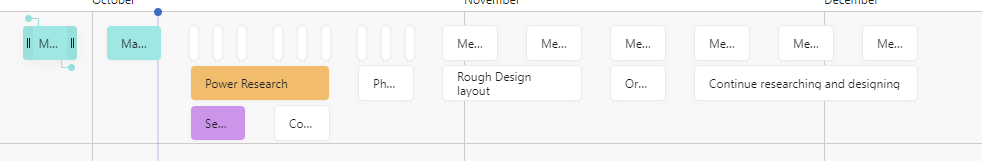 October
November
December
M...
Ma...
Me...
Me...
Me...
Me...
Me...
Me...
Power Research
Ph...
Rough Design
layout
Or...
Continue researching and designing
Se...
Co...